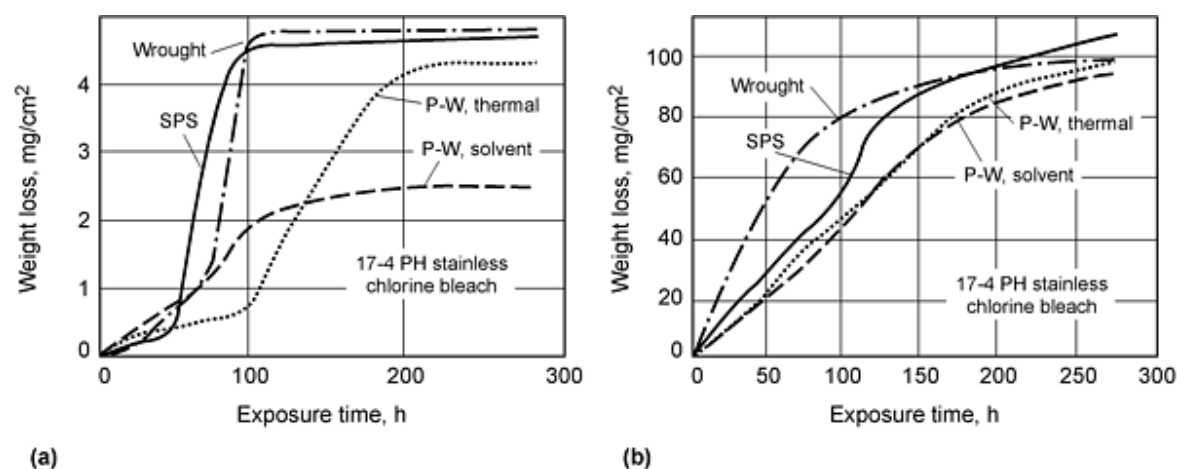 Weight loss, mg/cm2
4
3
2
1
0
Wrought
SPS
P-W, thermal
P-W, solvent
17-4 PH stainless
chlorine bleach
0
100
200
300
Exposure time, h
(a)
Weight loss, mg/cm2
100
80
60
40
20
0
Wrought
SPS
P-W, thermal
P-W, solvent
17-4 PH stainless
chlorine bleach
0
50
100
150
200
250
300
Exposure time, h
(b)